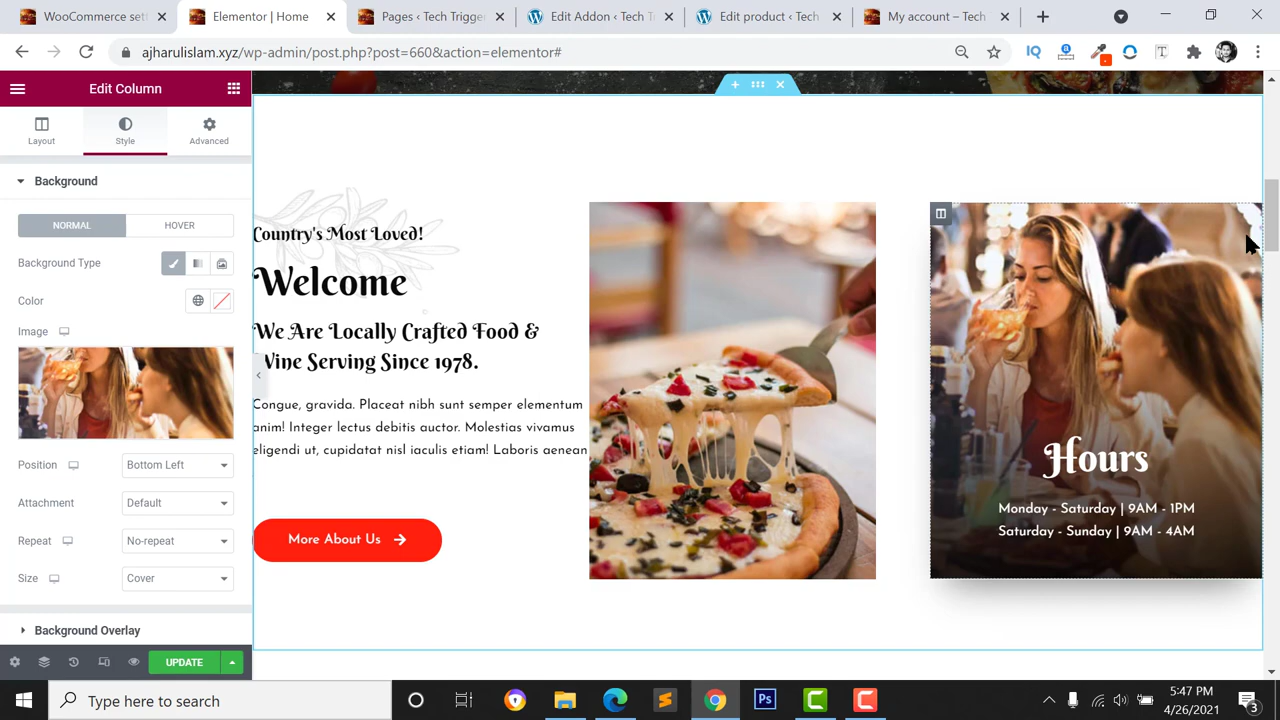 WooCommerce set
Elementor | Home
Pages ‹ Tech Trigger
Edit Addon ‹ Tech T
Edit product ‹ Tech
My account – Tech
ajharulislam.xyz/wp-admin/post.php?post=660&action=elementor#
IQ
Edit Column
Layout
Style
Advanced
Background
NORMAL
HOVER
Background Type
Color
Image
Position
Bottom Left
Attachment
Default
Repeat
No-repeat
Size
Cover
Background Overlay
UPDATE
Country's Most Loved!
Welcome
We Are Locally Crafted Food &
Wine Serving Since 1978.
Congue, gravida. Placeat nibh sunt semper elementum
anim! Integer lectus debitis auctor. Molestias vivamus
eligendi ut, cupidatat nisl iaculis etiam! Laboris aenean
More About Us
Hours
Monday - Saturday | 9AM - 1PM
Saturday - Sunday | 9AM - 4AM
Type here to search
Ps
5:47 PM
4/26/2021
3